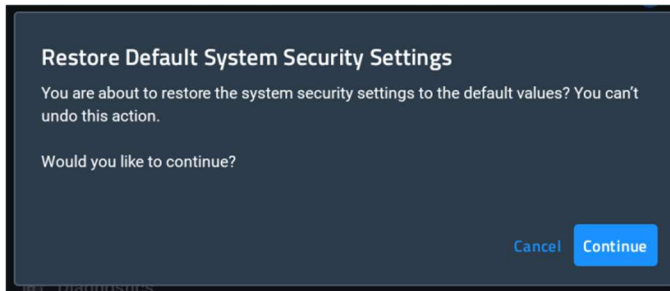 Restore Default System Security Settings
You are about to restore the system security settings to the default values? You can't
undo this action.
Would you like to continue?
Cancel
Continue
Diagnostics